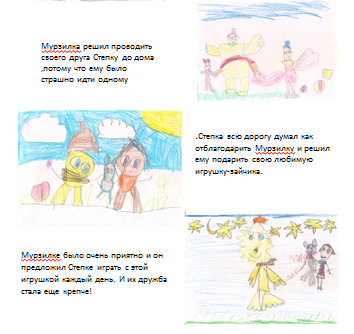 Мурзилка решил проводить
своего друга Степку до дома
,потому что ему было
страшно идти одному
.Степка всю дорогу думал как
отблагодарить Мурзилку и решил
ему подарить свою любимую
игрушку-зайчика.
Мурзилке было очень приятно и он
предложил Степке играть с этой
игрушкой каждый день. И их дружба
стала еще крепче!